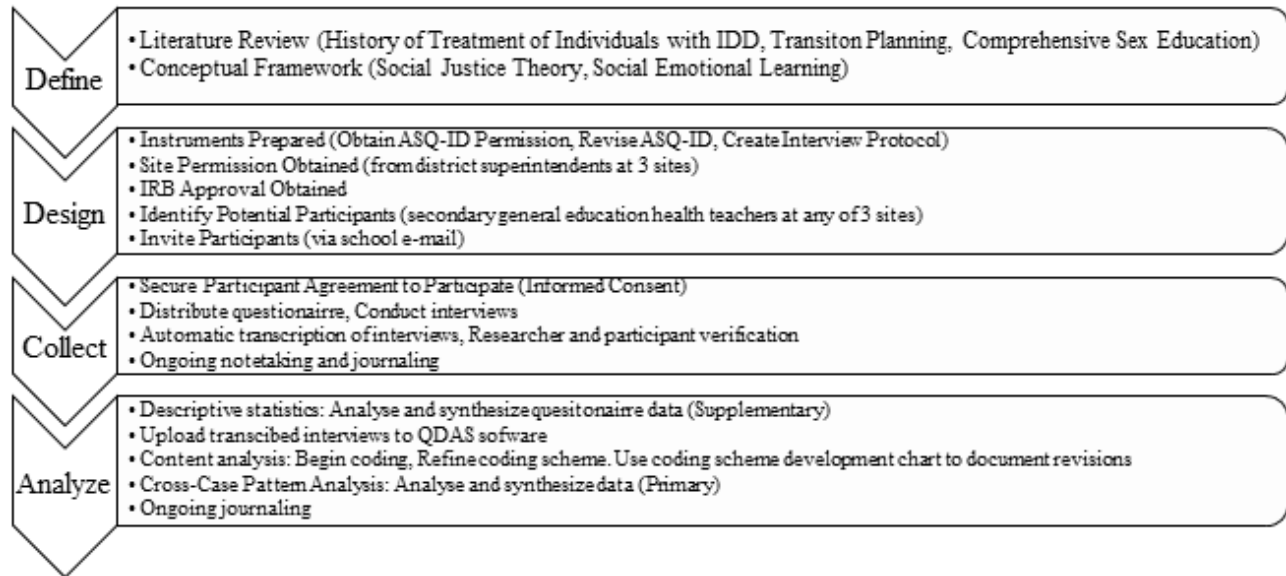 Define
• Literature Review (History of Treatment of Individuals with IDD, Transiton Planning, Comprehensive Sex Education)
• Conceptual Framework (Social Justice Theory, Social Emotional Learning)
Design
• Instruments Prepared (Obtain ASQ-ID Permission, Revise ASQ-ID, Create Interview Protocol)
• Site Permission Obtained (from district superintendents at 3 sites)
• IRB Approval Obtained
• Identify Potential Participants (secondary general education health teachers at any of 3 sites)
• Invite Participants (via school e-mail)
Collect
• Secure Participant Agreement to Participate (Informed Consent)
• Distribute questionairre, Conduct interviews
• Automatic transcription of interviews, Researcher and participant verification
• Ongoing notetaking and journaling
Analyze
• Descriptive statistics: Analyse and synthesize quesitonairre data (Supplementary)
• Upload transcibed interviews to QDAS sofware
• Content analysis: Begin coding, Refine coding scheme. Use coding scheme development chart to document revisions
• Cross-Case Pattern Analysis: Analyse and synthesize data (Primary)
• Ongoing journaling